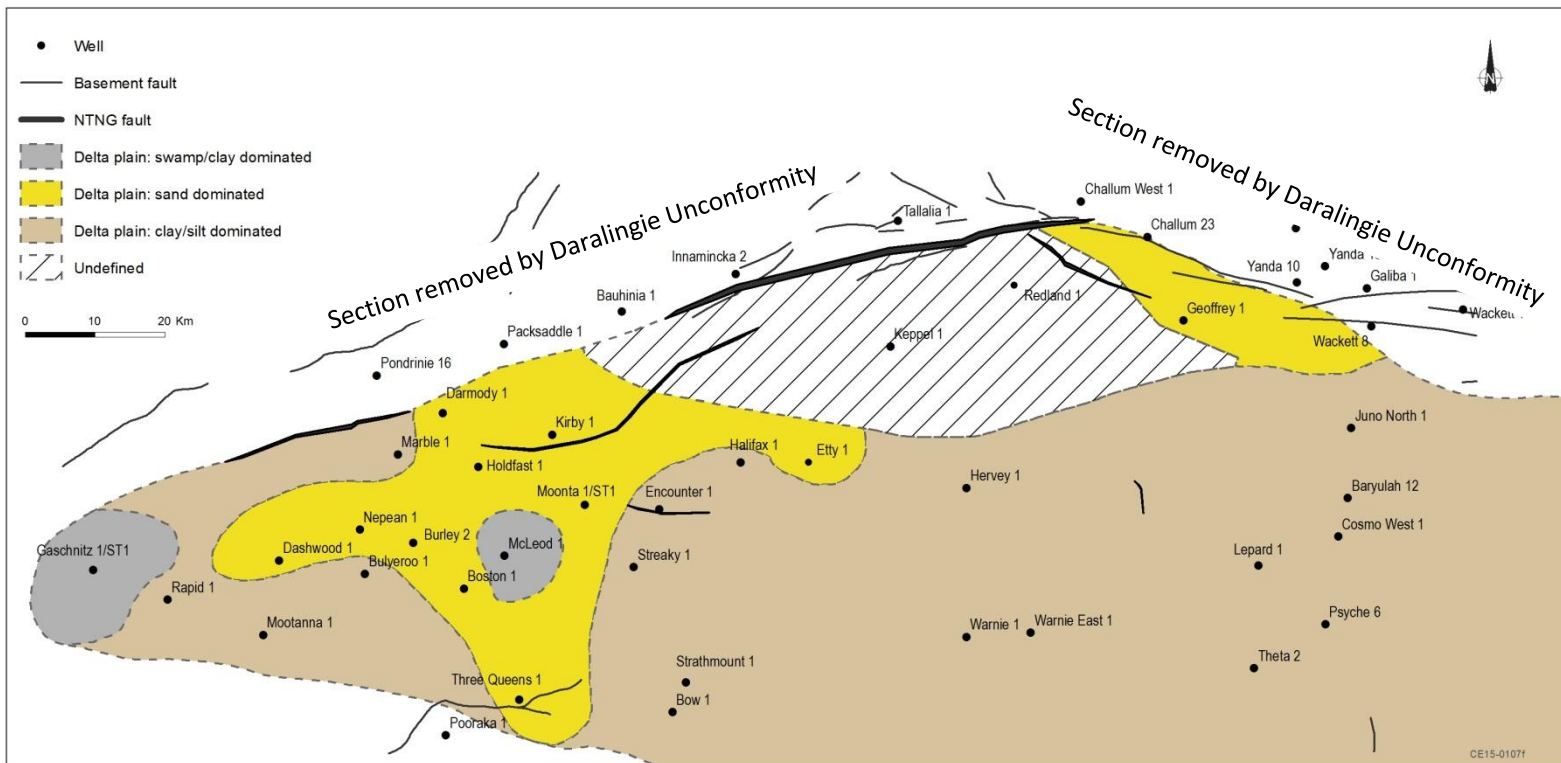 Well
Basement fault
NTNG fault
Delta plain: swamp/clay dominated
Delta plain: sand dominated
Delta plain: clay/silt dominated
Undefined
0 10 20 Km
N
Section removed by Daralingie Unconformity
Section removed by Daralingie Unconformity
Challum West 1
Tallalia 1
Challum 23
Innamincka 2
Yanda
Yanda 10
Galiba 1
Bauhinia 1
Redland 1
Geoffrey 1
Wackett
Wackett 8
Packsaddle 1
Keppel 1
Pondrinie 16
Darmody 1
Kirby 1
Juno North 1
Marble 1
Halifax 1
Etty 1
Holdfast 1
Hervey 1
Moonta 1/ST1
Encounter 1
Baryulah 12
Nepean 1
Cosmo West 1
Burley 2
Gaschnitz 1/ST1
Dashwood 1
McLeod 1
Lepard 1
Bulyeroo 1
Streaky 1
Boston 1
Rapid 1
Mootanna 1
Warnie 1
Warnie East 1
Psyche 6
Theta 2
Strathmount 1
Three Queens 1
Bow 1
Pooraka 1
CE15-0107f